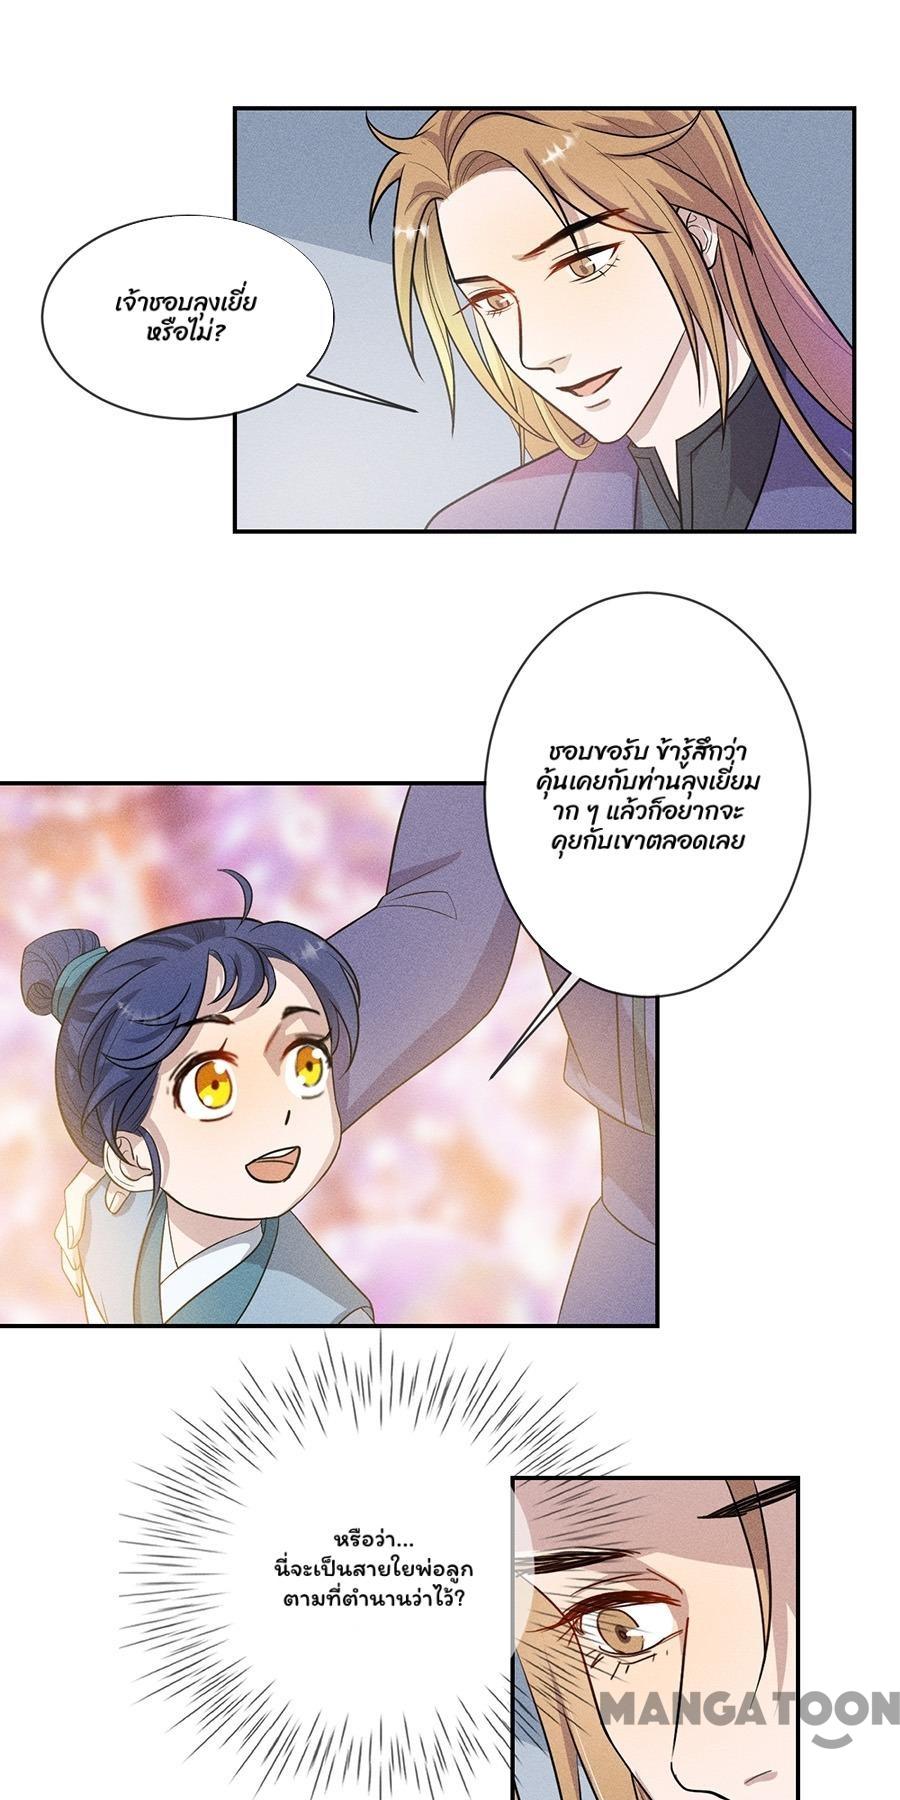 เจ้าชอบลุงเยี่ย
หรือไม่?
ชอบขอรับ ข้ารู้สึกว่า
คุ้นเคยกับท่านลุงเยี่ยม
าก ๆ แล้วก็อยากจะ
คุยกับเขาตลอดเลย
หรือว่า...
นี่จะเป็นสายใยพ่อลูก
ตามที่ตำนานว่าไว้?
MANGATOON